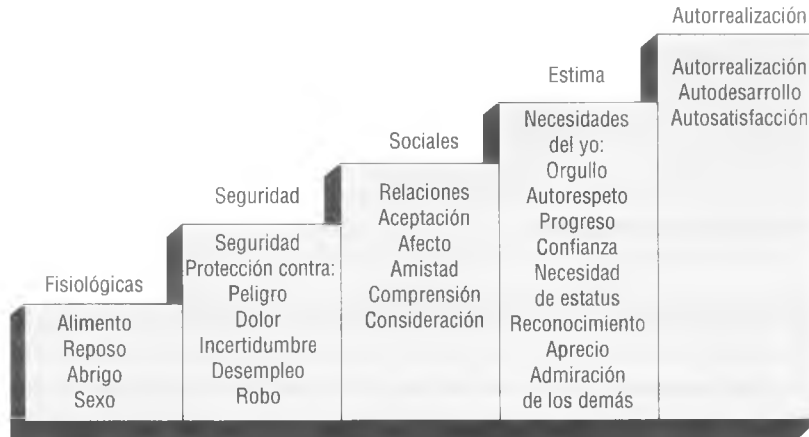 Fisiológicas
Alimento
Reposo
Abrigo
Sexo
Seguridad
Seguridad
Protección contra:
Peligro
Dolor
Incertidumbre
Desempleo
Robo
Sociales
Relaciones
Aceptación
Afecto
Amistad
Comprensión
Consideración
Estima
Necesidades
del yo:
Orgullo
Autorespeto
Progreso
Confianza
Necesidad
de estatus
Reconocimiento
Aprecio
Admiración
de los demás
Autorrealización
Autorrealización
Autodesarrollo
Autosatisfacción